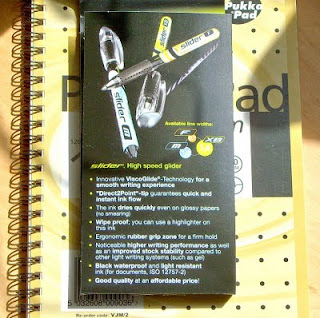 Pukka
Pad
slider M
slider F
Available line widths:
F
M
XB
slider. High speed glider
• Innovative ViscoGlide®-Technology for
a smooth writing experience
• "Direct2Point"-tip guarantees quick and
instant ink flow
• The ink dries quickly even on glossy papers
(no smearing)
• Wipe proof: you can use a highlighter on
this ink
• Ergonomic rubber grip zone for a firm hold
• Noticeable higher writing performance as well
as an improved stock stability compared to
other light writing systems (such as gel)
• Black waterproof and light resistant
ink (for documents, ISO 12757-2)
• Good quality at an affordable price!
Re-order code: VJM/2